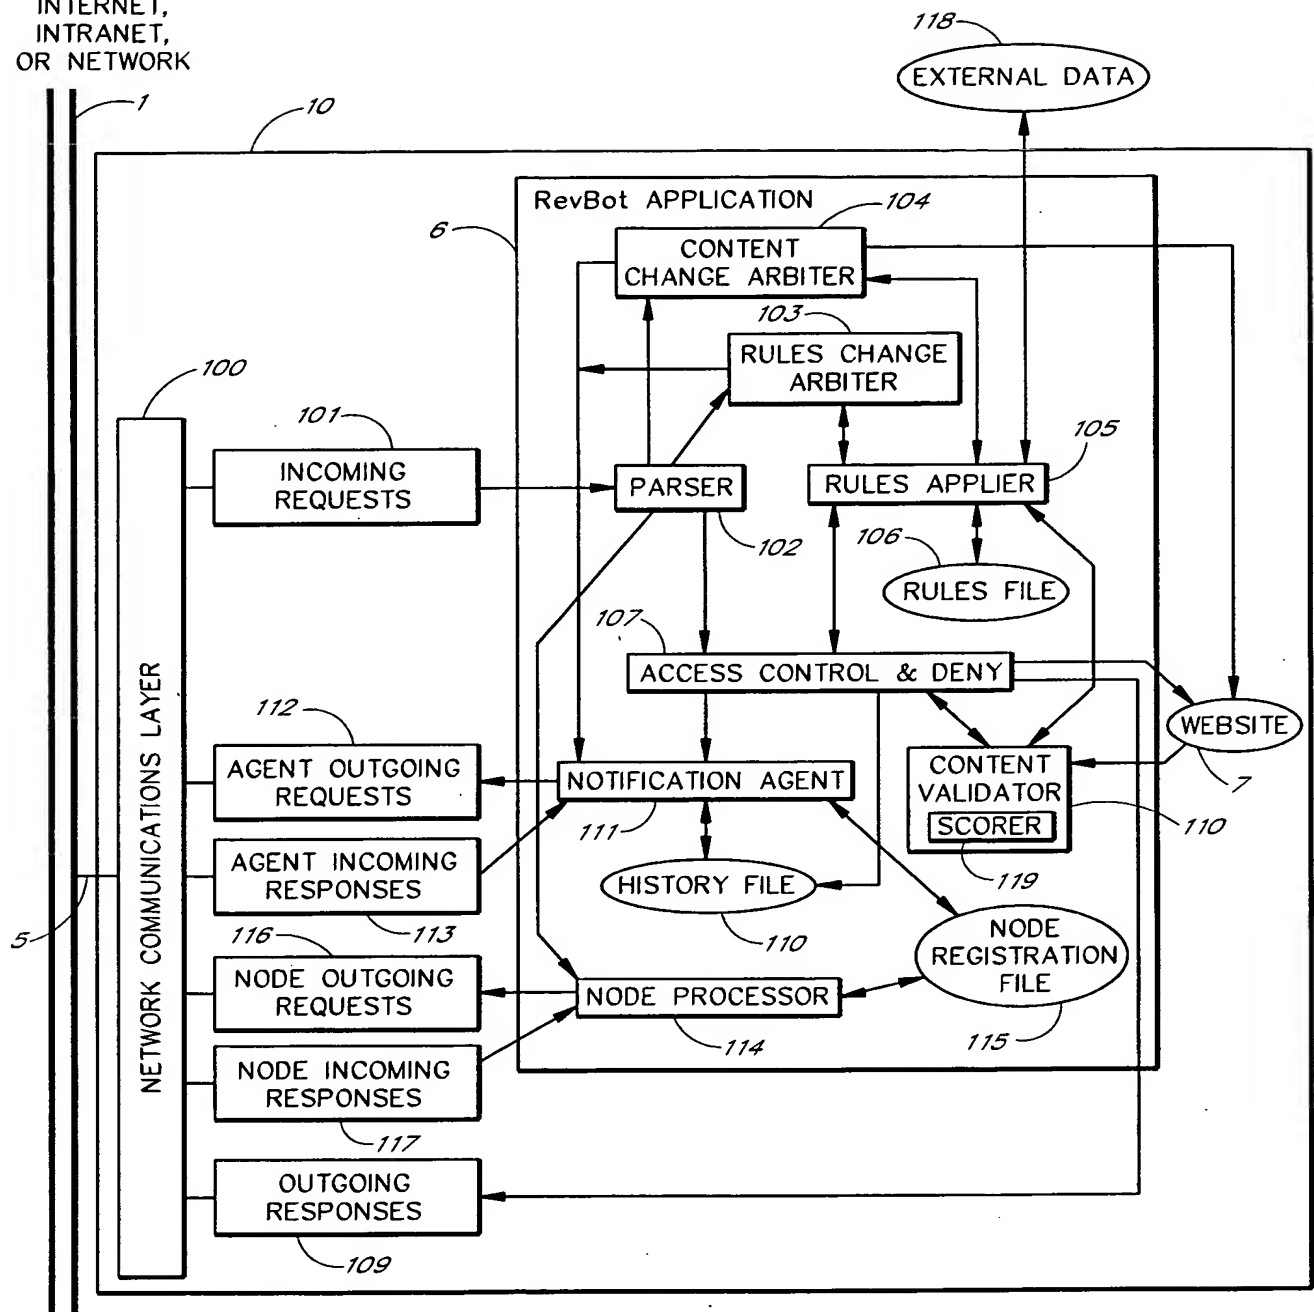 INTERNET,
INTRANET,
OR NETWORK
1
10
118
EXTERNAL DATA
RevBot APPLICATION
6
104
CONTENT
CHANGE ARBITER
103
RULES CHANGE
ARBITER
100
101
INCOMING
REQUESTS
PARSER
102
RULES APPLIER
105
106
RULES FILE
107
ACCESS CONTROL & DENY
WEBSITE
7
NETWORK COMMUNICATIONS LAYER
112
AGENT OUTGOING
REQUESTS
NOTIFICATION AGENT
111
CONTENT
VALIDATOR
SCORER
110
119
AGENT INCOMING
RESPONSES
113
HISTORY FILE
110
5
116
NODE OUTGOING
REQUESTS
NODE PROCESSOR
114
NODE
REGISTRATION
FILE
115
NODE INCOMING
RESPONSES
117
OUTGOING
RESPONSES
109